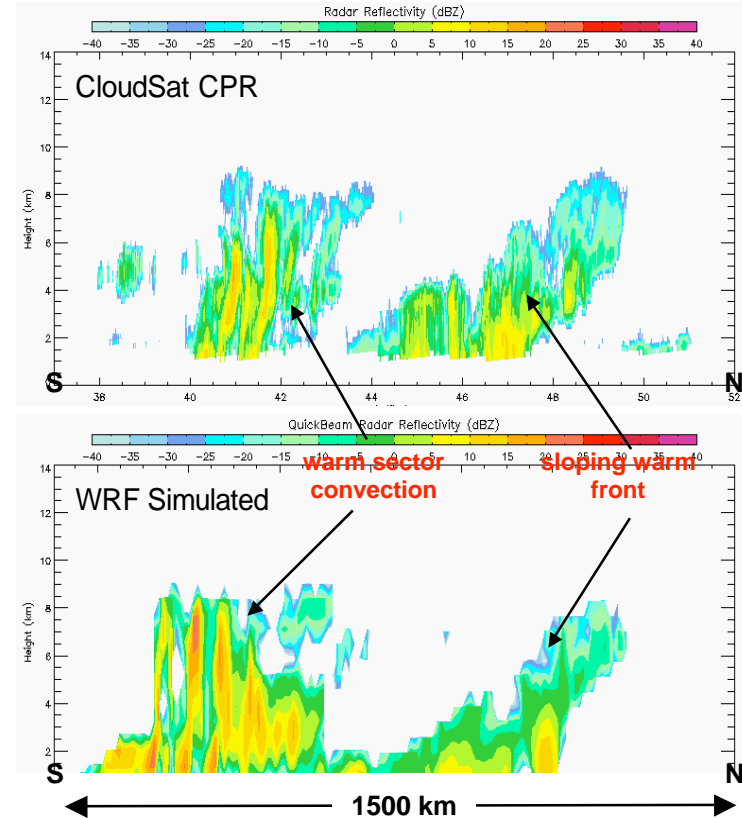 Radar Reflectivity (dBZ)
-40 -35 -30 -25 -20 -15 -10 -5 0 5 10 15 20 25 30 35 40
14
CloudSat CPR
12
10
8
Height (km)
6
4
2
S
N
38 40 42 44 46 48 50 52
QuickBeam Radar Reflectivity (dBZ)
-40 -35 -30 -25 -20 -15 -10 -5 0 5 10 15 20 25 30 35 40
warm sector
convection
sloping warm
front
14
WRF Simulated
12
10
8
Height (km)
6
4
2
S
N
1500 km